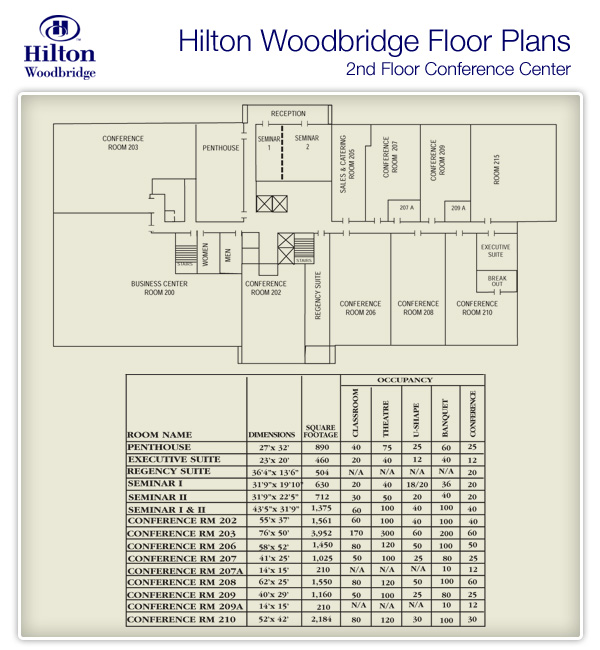 Hilton
Woodbridge
Hilton Woodbridge Floor Plans
2nd Floor Conference Center
RECEPTION
CONFERENCE
ROOM 203
PENTHOUSE
SEMINAR
1
SEMINAR
2
SALES & CATERING
ROOM 205
CONFERENCE
ROOM 207
CONFERENCE
ROOM 209
ROOM 215
207 A
209 A
STAIRS
WOMEN
MEN
STAIRS
EXECUTIVE
SUITE
BREAK
OUT
BUSINESS CENTER
ROOM 200
CONFERENCE
ROOM 202
REGENCY SUITE
CONFERENCE
ROOM 206
CONFERENCE
ROOM 208
CONFERENCE
ROOM 210
OCCUPANCY
ROOM NAME DIMENSIONS SQUARE FOOTAGE CLASSROOM THEATRE U-SHAPE BANQUET CONFERENCE
PENTHOUSE 27'x 32' 890 40 75 25 60 25
EXECUTIVE SUITE 23'x 20' 460 20 40 12 40 12
REGENCY SUITE 36'4"x 13'6" 504 N/A N/A N/A N/A 20
SEMINAR I 31'9"x 19'10" 630 20 40 18/20 36 20
SEMINAR II 31'9"x 22'5" 712 30 50 20 40 20
SEMINAR I & II 43'5"x 31'9" 1,375 60 100 40 100 40
CONFERENCE RM 202 55'x 37' 1,561 60 100 40 100 40
CONFERENCE RM 203 76'x 50' 3,952 170 300 60 200 60
CONFERENCE RM 206 58'x 52' 1,450 80 120 50 100 50
CONFERENCE RM 207 41'x 25' 1,025 50 100 25 80 25
CONFERENCE RM 207A 14'x 15' 210 N/A N/A N/A 10 12
CONFERENCE RM 208 62'x 25' 1,550 80 120 50 100 60
CONFERENCE RM 209 40'x 29' 1,160 50 100 25 80 25
CONFERENCE RM 209A 14'x 15' 210 N/A N/A N/A 10 12
CONFERENCE RM 210 52'x 42' 2,184 80 120 30 100 30